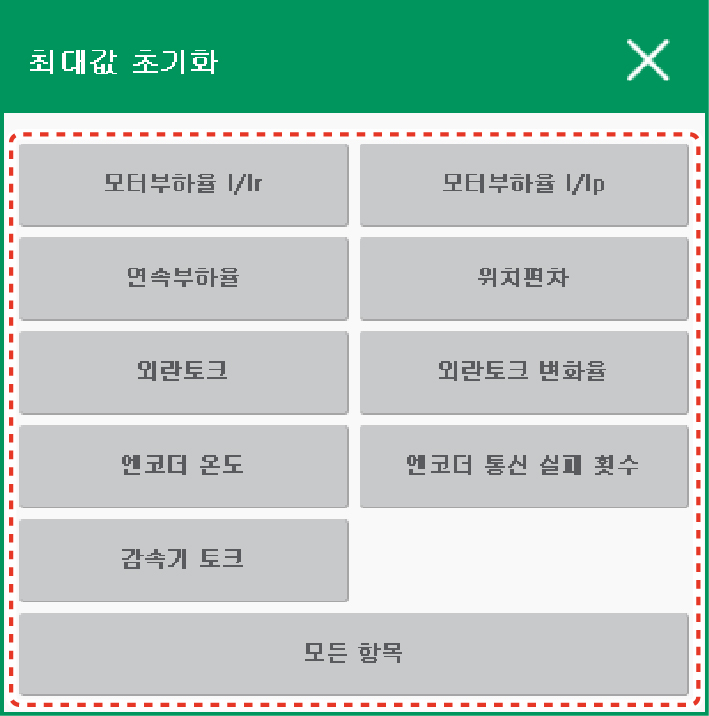 최대값 초기화
모터부하율 I/Ir
모터부하율 I/Ip
연속부하율
위치편차
외란토크
외란토크 변화율
엔코더 온도
엔코더 통신 실패 횟수
감속기 토크
모든 항목